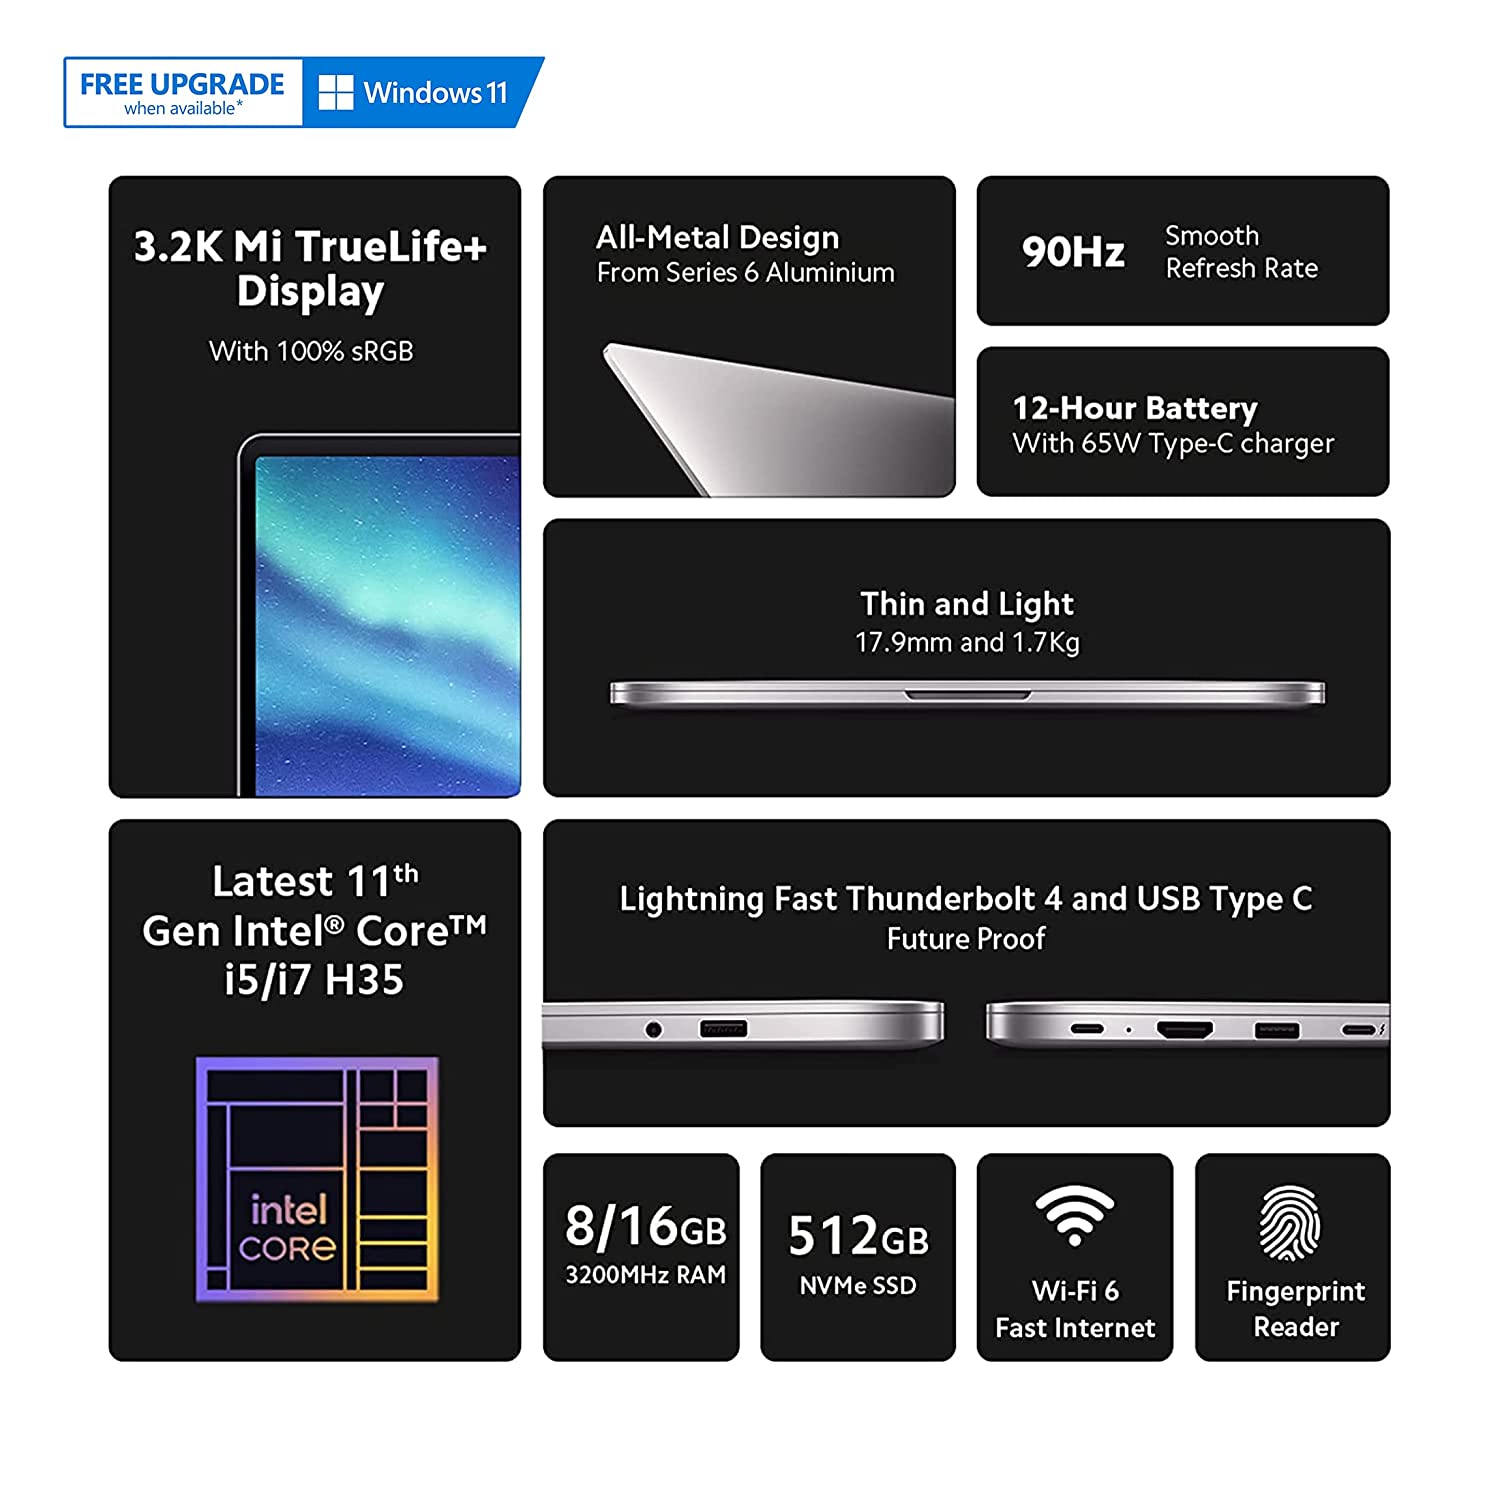 FREE UPGRADE
when available*
Windows 11
3.2K Mi TrueLife+
Display
With 100% sRGB
All-Metal Design
From Series 6 Aluminium
90Hz
Smooth
Refresh Rate
12-Hour Battery
With 65W Type-C charger
Thin and Light
17.9mm and 1.7Kg
Latest 11th
Gen Intel® Core™
i5/i7 H35
intel
CORE
Lightning Fast Thunderbolt 4 and USB Type C
Future Proof
8/16GB
3200MHz RAM
512GB
NVMe SSD
Wi-Fi 6
Fast Internet
Fingerprint
Reader